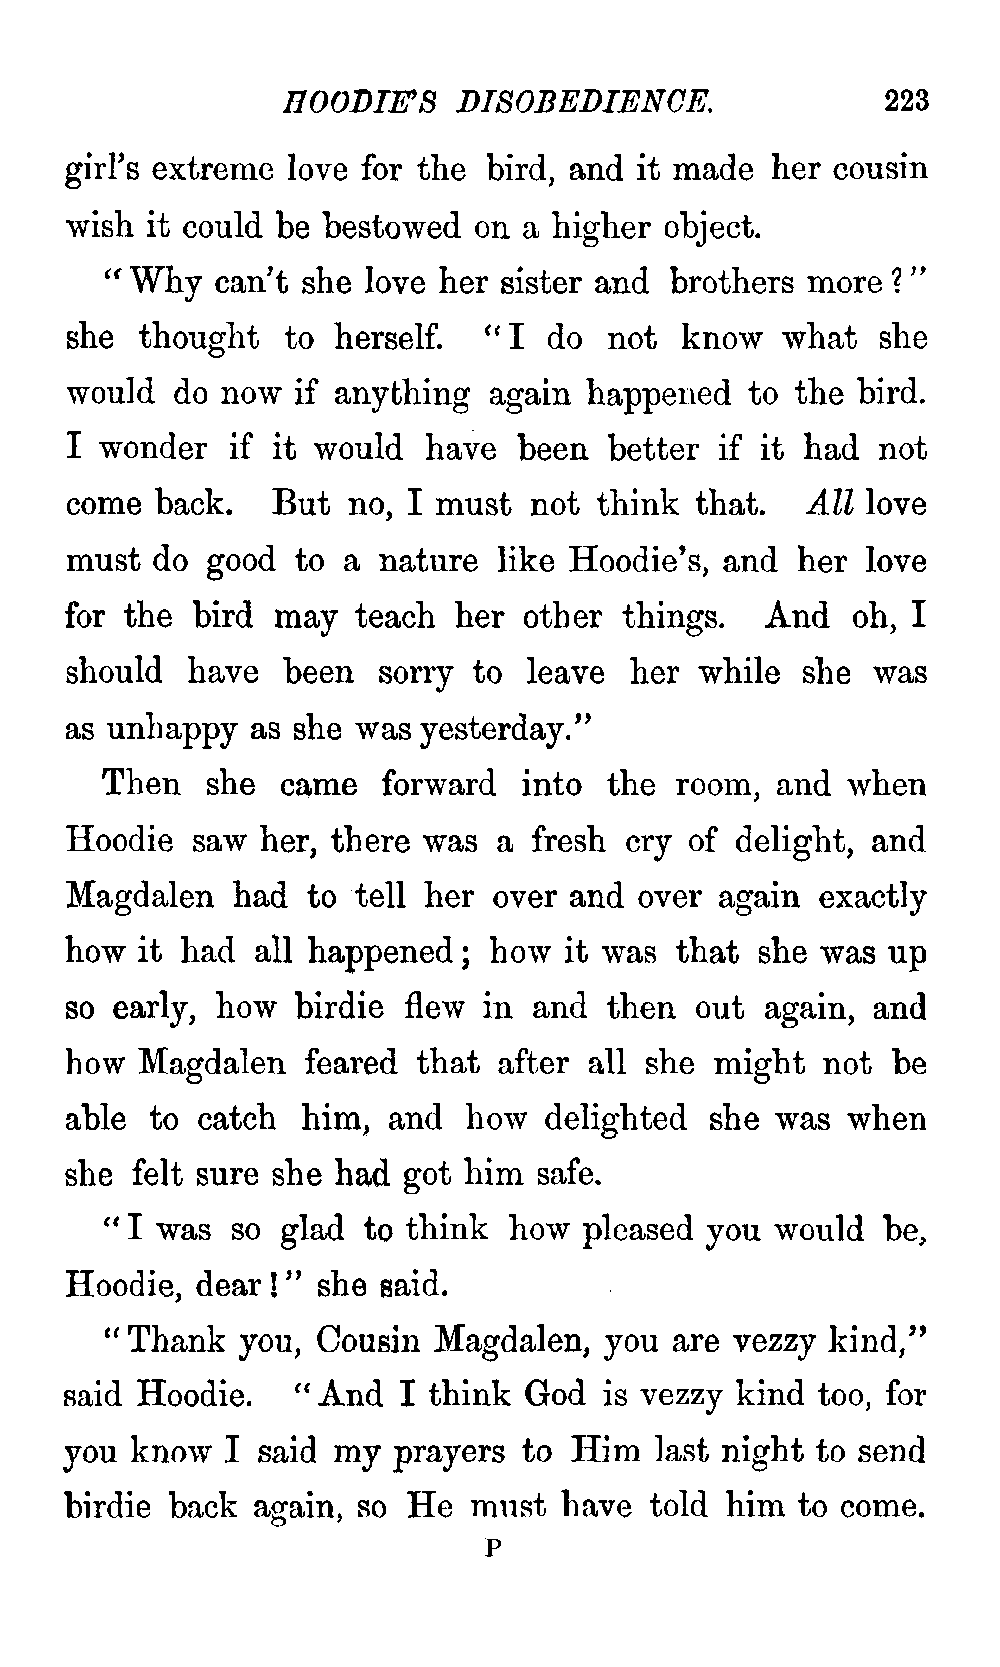 HOODIE'S DISOBEDIENCE. 223
girl's extreme love for the bird, and it made her cousin
wish it could be bestowed on a higher object.
"Why can't she love her sister and brothers more?"
she thought to herself. "I do not know what she
would do now if anything again happened to the bird.
I wonder if it would have been better if it had not
come back. But no, I must not think that. All love
must do good to a nature like Hoodie's, and her love
for the bird may teach her other things. And oh, I
should have been sorry to leave her while she was
as unhappy as she was yesterday."
Then she came forward into the room, and when
Hoodie saw her, there was a fresh cry of delight, and
Magdalen had to tell her over and over again exactly
how it had all happened; how it was that she was up
so early, how birdie flew in and then out again, and
how Magdalen feared that after all she might not be
able to catch him, and how delighted she was when
she felt sure she had got him safe.
"I was so glad to think how pleased you would be,
Hoodie, dear!" she said.
"Thank you, Cousin Magdalen, you are vezzy kind,"
said Hoodie. "And I think God is vezzy kind too, for
you know I said my prayers to Him last night to send
birdie back again, so He must have told him to come.
P